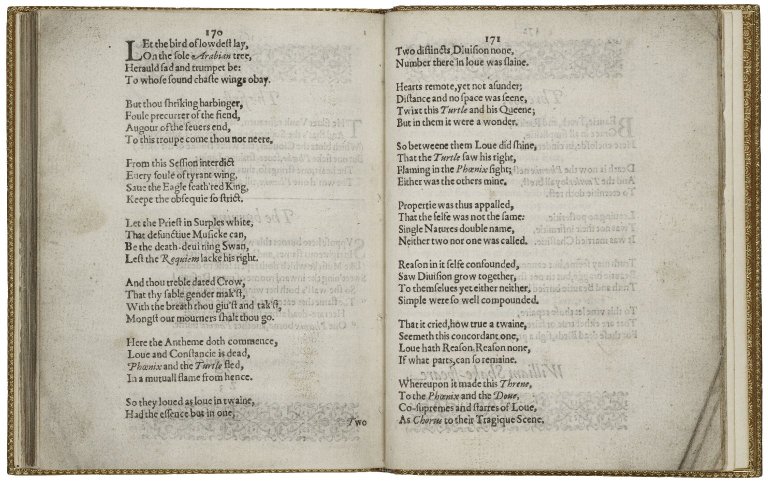 170
LEt the bird of lowdest lay,
On the sole Arabian tree,
Herauld sad and trumpet be:
To whose sound chaste wings obay.
But thou shriking harbinger,
Foule precurrer of the fiend,
Augour of the feuers end,
To this troupe come thou not neere.
From this Session interdict
Euery foule of tyrant wing,
Saue the Eagle feath'red King,
Keepe the obsequie so strict.
Let the Priest in Surples white,
That defunctiue Musicke can,
Be the death-deuining Swan,
Lest the Requiem lacke his right.
And thou treble dated Crow,
That thy sable gender mak'st,
With the breath thou giu'st and tak'st,
Mongst our mourners shalt thou go.
Here the Antheme doth commence,
Loue and Constancie is dead,
Phœnix and the Turtle fled,
In a mutuall flame from hence.
So they loued as loue in twaine,
Had the essence but in one,
Two
171
Two distincts, Diuision none,
Number there in loue was slaine.
Hearts remote, yet not asunder;
Distance and no space was seene,
Twixt this Turtle and his Queene;
But in them it were a wonder.
So betweene them Loue did shine,
That the Turtle saw his right,
Flaming in the Phœnix sight;
Either was the others mine.
Propertie was thus appalled,
That the selfe was not the same:
Single Natures double name,
Neither two nor one was called.
Reason in it selfe confounded,
Saw Diuision grow together,
To themselues yet either neither,
Simple were so well compounded.
That it cried, how true a twaine,
Seemeth this concordant one,
Loue hath Reason, Reason none,
If what parts, can so remaine.
Whereupon it made this Threne,
To the Phœnix and the Doue,
Co-supremes and starres of Loue,
As Chorus to their Tragique Scene.